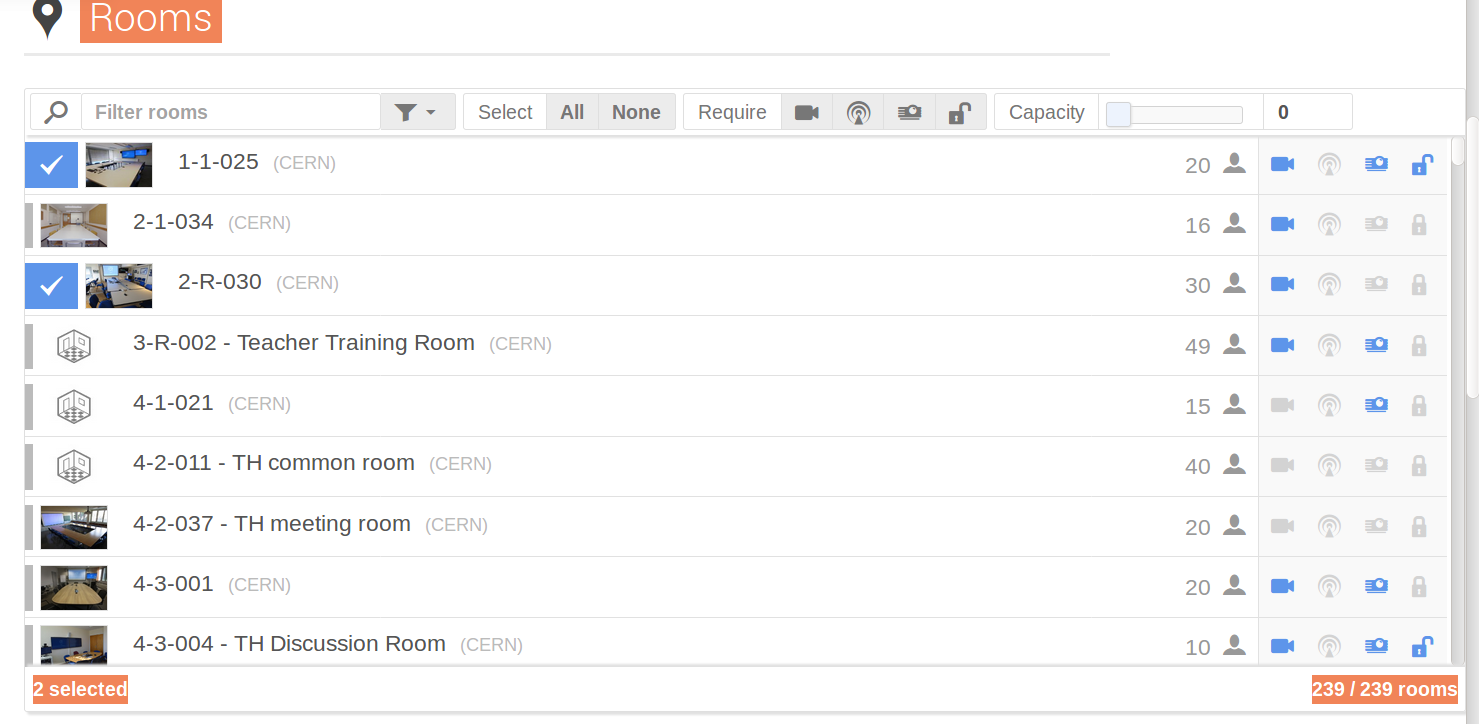 Rooms
Filter rooms Select All None Require Capacity 0
1-1-025 (CERN) 20
2-1-034 (CERN) 16
2-R-030 (CERN) 30
3-R-002 - Teacher Training Room (CERN) 49
4-1-021 (CERN) 15
4-2-011 - TH common room (CERN) 40
4-2-037 - TH meeting room (CERN) 20
4-3-001 (CERN) 20
4-3-004 - TH Discussion Room (CERN) 10
2 selected 239 / 239 rooms